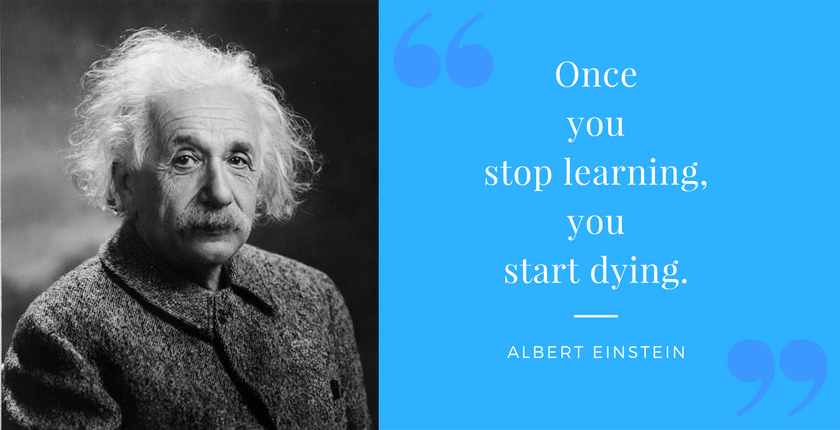 Once
you
stop learning,
you
start dying.
ALBERT EINSTEIN